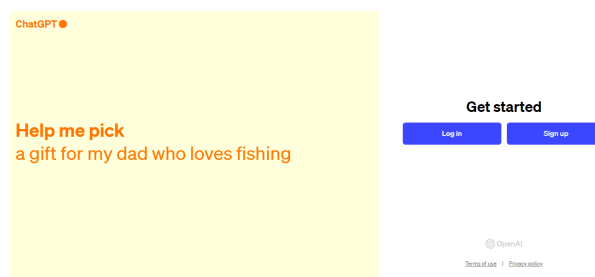 ChatGPT
Help me pick
a gift for my dad who loves fishing
Get started
Log in
Sign up
OpenAI
Terms of use | Privacy policy